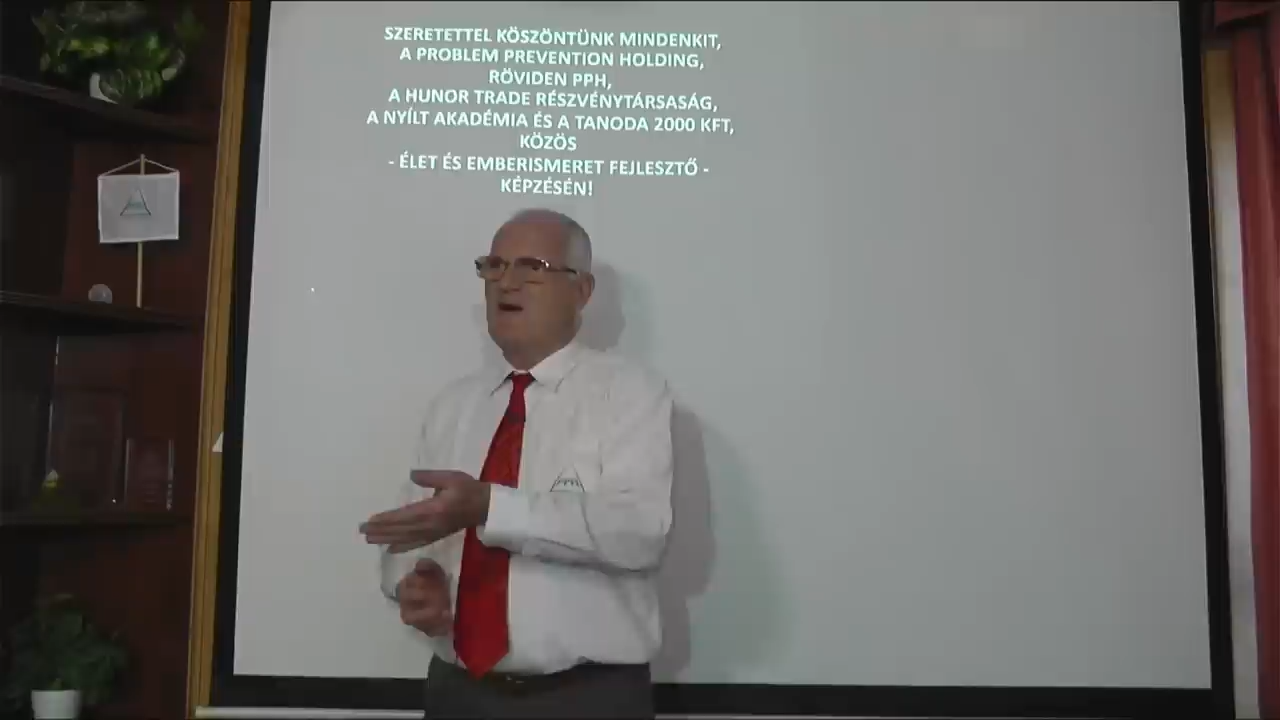 SZERETETTEL KÖSZÖNTÜNK MINDENKIT,
A PROBLEM PREVENTION HOLDING,
RÖVIDEN PPH,
A HUNOR TRADE RÉSZVÉNYTÁRSASÁG,
A NYÍLT AKADÉMIA ÉS A TANODA 2000 KFT,
KÖZÖS
- ÉLET ÉS EMBERISMERET FEJLESZTŐ -
KÉPZÉSÉN!